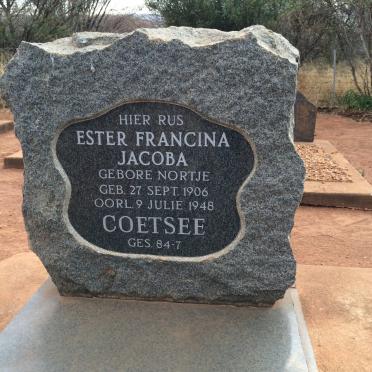 HIER RUS
ESTER FRANCINA
JACOBA
GEBORE NORTJE
GEB. 27 SEPT. 1906
OORL. 9 JULIE 1948
COETSEE
GES. 84-7